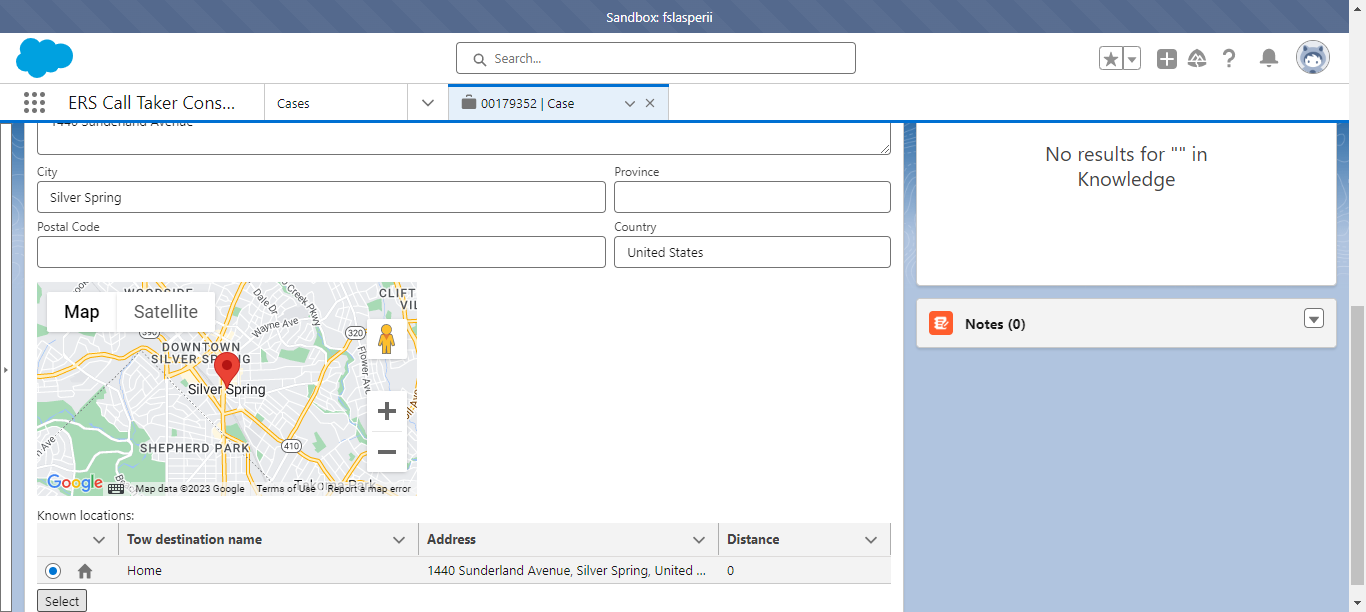 Sandbox: fslasperii
Search...
ERS Call Taker Cons...
Cases
00179352 | Case
1440 Sunderland Avenue
City
Province
Silver Spring
Postal Code
Country
United States
No results for "" in
Knowledge
Notes (0)
Map
Satellite
WOODSIDE
Dale Dr
Creek Pkwy
CLIFT
VIL
Wayne Ave
390
320
DOWNTOWN
SILVER SPRING
Flower Ave
Silver Spring
SHEPHERD PARK
410
Google
Map data ©2023 Google
Terms of Use
Report a map error
Known locations:
Tow destination name
Address
Distance
Home
1440 Sunderland Avenue, Silver Spring, United ...
0
Select